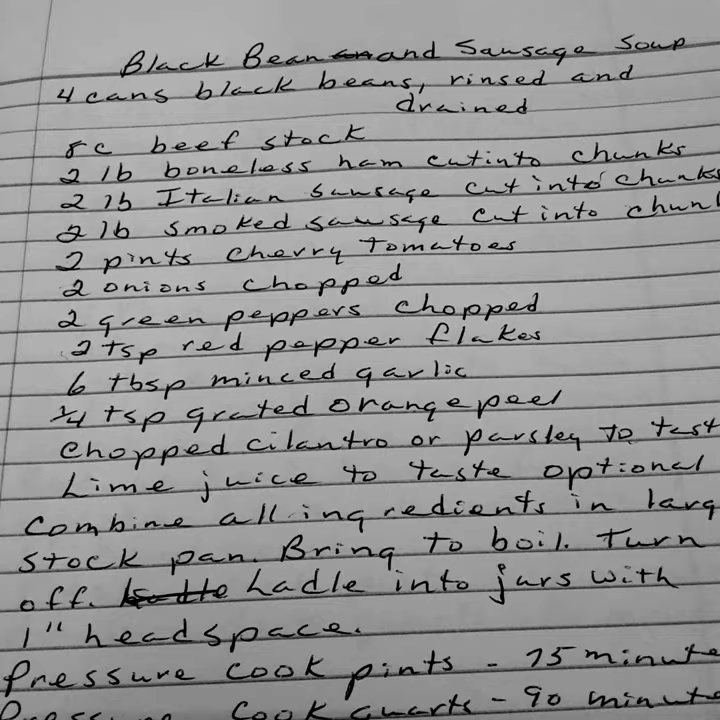 Black Bean and Sausage Soup
4 cans black beans, rinsed and
drained
8c beef stock
2 lb boneless ham cut into chunks
2 lb Italian sausage cut into chunks
2 lb smoked sausage cut into chun
2 pints cherry tomatoes
2 onions chopped
2 green peppers chopped
2 tsp red pepper flakes
6 tbsp minced garlic
1/4 tsp grated orange peel
Chopped cilantro or parsley to tast
Lime juice to taste optional
Combine all ingredients in larg
stock pan. Bring to boil. Turn
off. Ladle into jars with
1" headspace.
Pressure cook pints - 75 minute
cook quarts - 90 minute